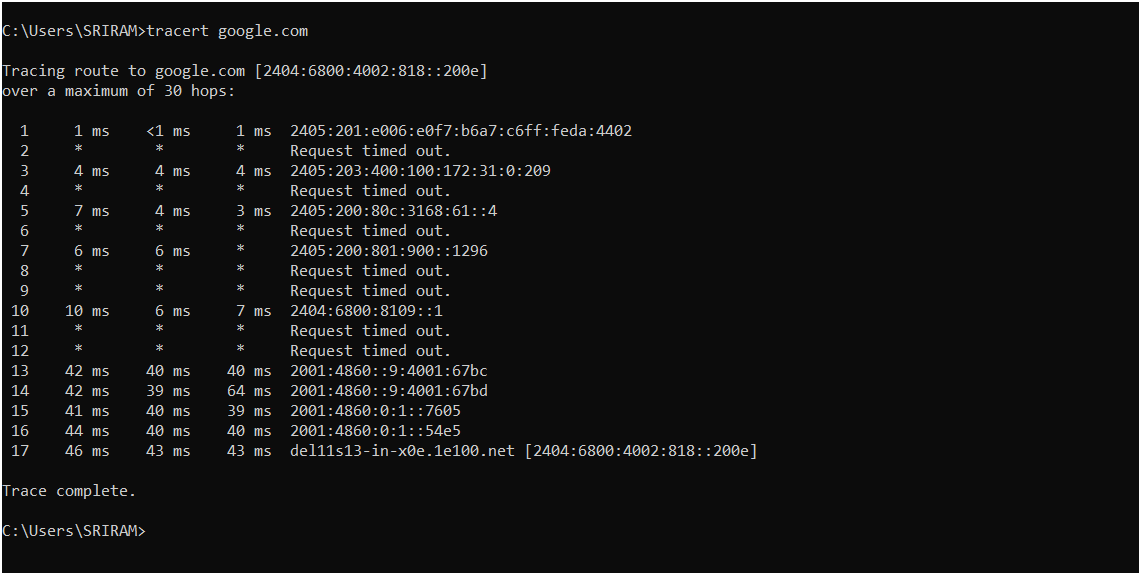 C:\Users\SRIRAM>tracert google.com
Tracing route to google.com [2404:6800:4002:818::200e]
over a maximum of 30 hops:
1 1 ms <1 ms 1 ms 2405:201:e006:e0f7:b6a7:c6ff:feda:4402
2 * * * Request timed out.
3 4 ms 4 ms 4 ms 2405:203:400:100:172:31:0:209
4 * * * Request timed out.
5 7 ms 4 ms 3 ms 2405:200:80c:3168:61::4
6 * * * Request timed out.
7 6 ms 6 ms * 2405:200:801:900::1296
8 * * * Request timed out.
9 * * * Request timed out.
10 10 ms 6 ms 7 ms 2404:6800:8109::1
11 * * * Request timed out.
12 * * * Request timed out.
13 42 ms 40 ms 40 ms 2001:4860::9:4001:67bc
14 42 ms 39 ms 64 ms 2001:4860::9:4001:67bd
15 41 ms 40 ms 39 ms 2001:4860:0:1::7605
16 44 ms 40 ms 40 ms 2001:4860:0:1::54e5
17 46 ms 43 ms 43 ms del11s13-in-x0e.1e100.net [2404:6800:4002:818::200e]
Trace complete.
C:\Users\SRIRAM>